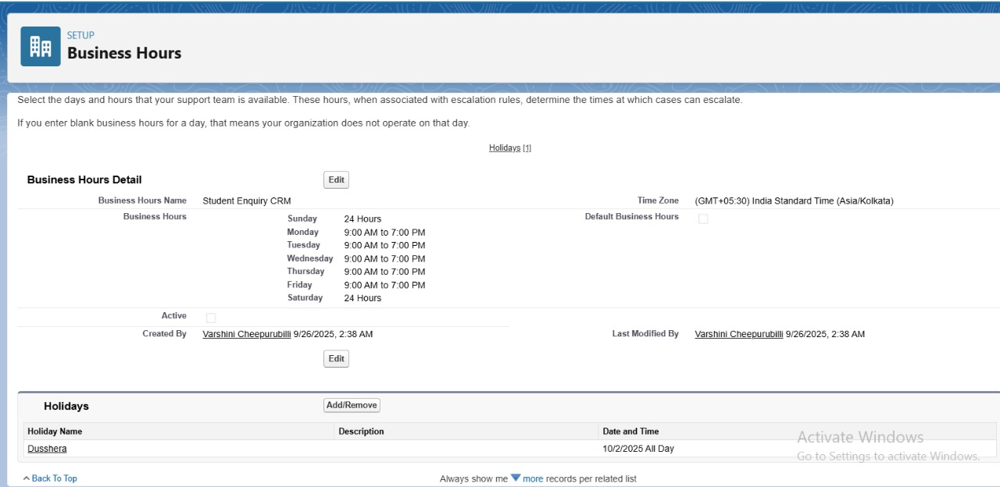 SETUP
Business Hours
Select the days and hours that your support team is available. These hours, when associated with escalation rules, determine the times at which cases can escalate.
If you enter blank business hours for a day, that means your organization does not operate on that day.
Holidays [1]
Business Hours Detail Edit
Business Hours Name Student Enquiry CRM Time Zone (GMT+05:30) India Standard Time (Asia/Kolkata)
Business Hours Sunday 24 Hours Default Business Hours
Monday 9:00 AM to 7:00 PM
Tuesday 9:00 AM to 7:00 PM
Wednesday 9:00 AM to 7:00 PM
Thursday 9:00 AM to 7:00 PM
Friday 9:00 AM to 7:00 PM
Saturday 24 Hours
Active
Created By Varshini Cheepurubilli 9/26/2025, 2:38 AM Last Modified By Varshini Cheepurubilli 9/26/2025, 2:38 AM
Edit
Holidays Add/Remove
Holiday Name Description Date and Time
Dusshera 10/2/2025 All Day
Activate Windows
Go to Settings to activate Windows.
Back To Top Always show me more records per related list